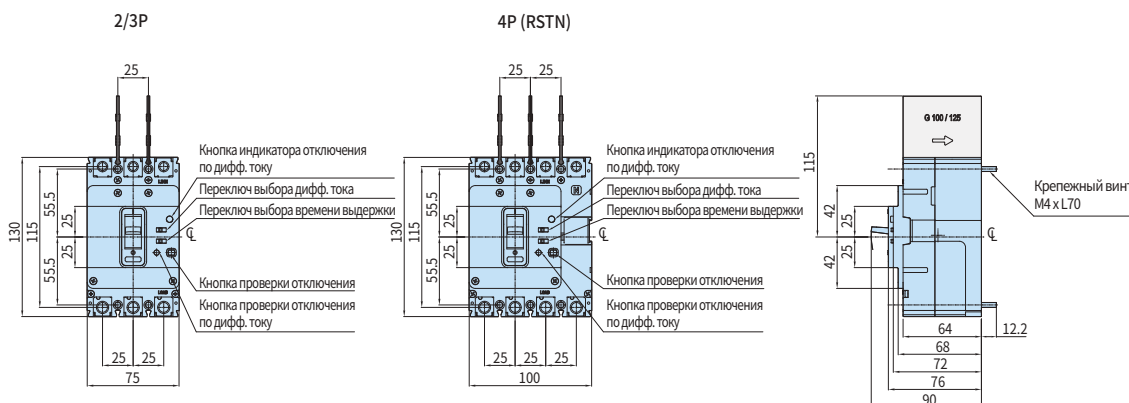 2/3P
25
Кнопка индикатора отключения
по дифф. току
Переключ выбора дифф. тока
Переключ выбора времени выдержки
Кнопка проверки отключения
Кнопка проверки отключения
по дифф. току
130
115
55.5
55.5
25
25
25
25
75
4P (RSTN)
25
25
Кнопка индикатора отключения
по дифф. току
Переключ выбора дифф. тока
Переключ выбора времени выдержки
Кнопка проверки отключения
Кнопка проверки отключения
по дифф. току
130
115
55.5
55.5
25
25
25
25
25
100
G 100 / 125
115
42
25
25
42
Крепежный винт
M4 x L70
64
12.2
68
72
76
90